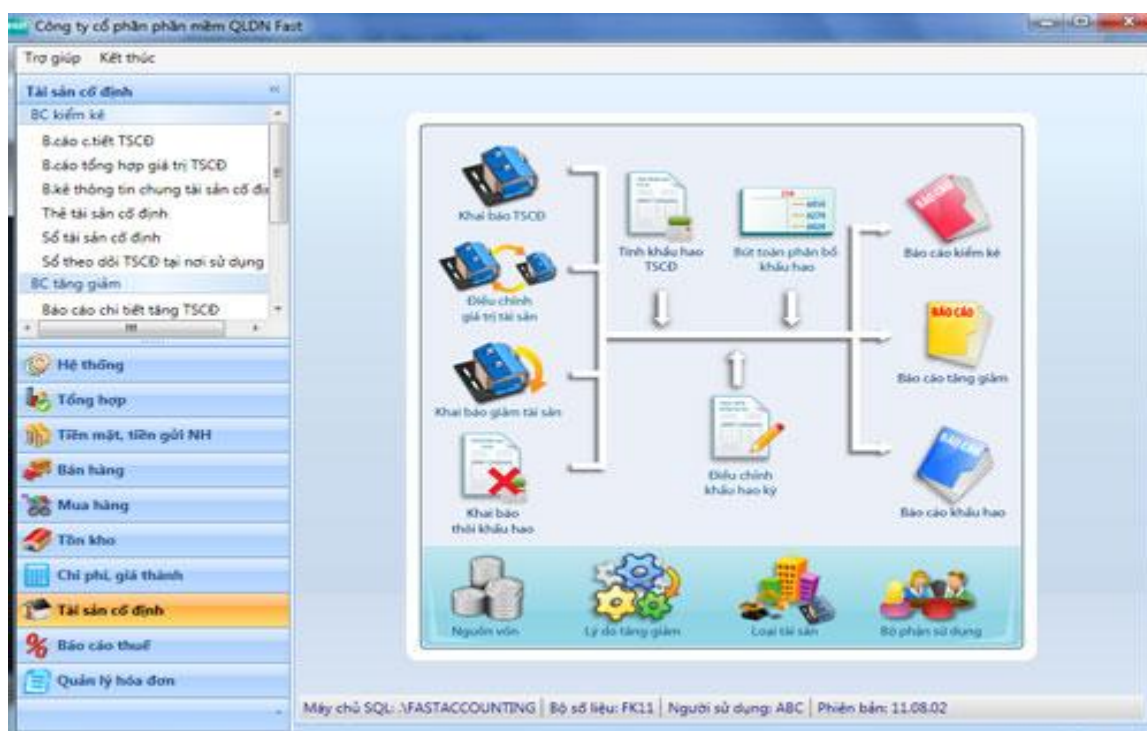 Công ty cổ phần phần mềm QLDN Fast
Trợ giúp Kết thúc
Tài sản cố định
BC kiểm kê
B.cáo c.tiết TSCĐ
B.cáo tổng hợp giá trị TSCĐ
B.kê thông tin chung tài sản cố địn
Thẻ tài sản cố định
Sổ tài sản cố định
Sổ theo dõi TSCĐ tại nơi sử dụng
BC tăng giảm
Báo cáo chi tiết tăng TSCĐ
Hệ thống
Tổng hợp
Tiền mặt, tiền gửi NH
Bán hàng
Mua hàng
Tồn kho
Chi phí, giá thành
Tài sản cố định
Báo cáo thuế
Quản lý hóa đơn
Khai báo TSCĐ
Tính khấu hao
TSCĐ
Bút toán phân bổ
khấu hao
BÁO CÁO
Báo cáo kiểm kê
Điều chỉnh
giá trị tài sản
BÁO CÁO
Báo cáo tăng giảm
Khai báo giảm tài sản
Điều chỉnh
khấu hao kỳ
BÁO CÁO
Báo cáo khấu hao
Khai báo
thôi khấu hao
Nguồn vốn
Lý do tăng giảm
Loại tài sản
Bộ phận sử dụng
Máy chủ SQL: .\FASTACCOUNTING Bộ số liệu: FK11 Người sử dụng: ABC Phiên bản: 11.08.02